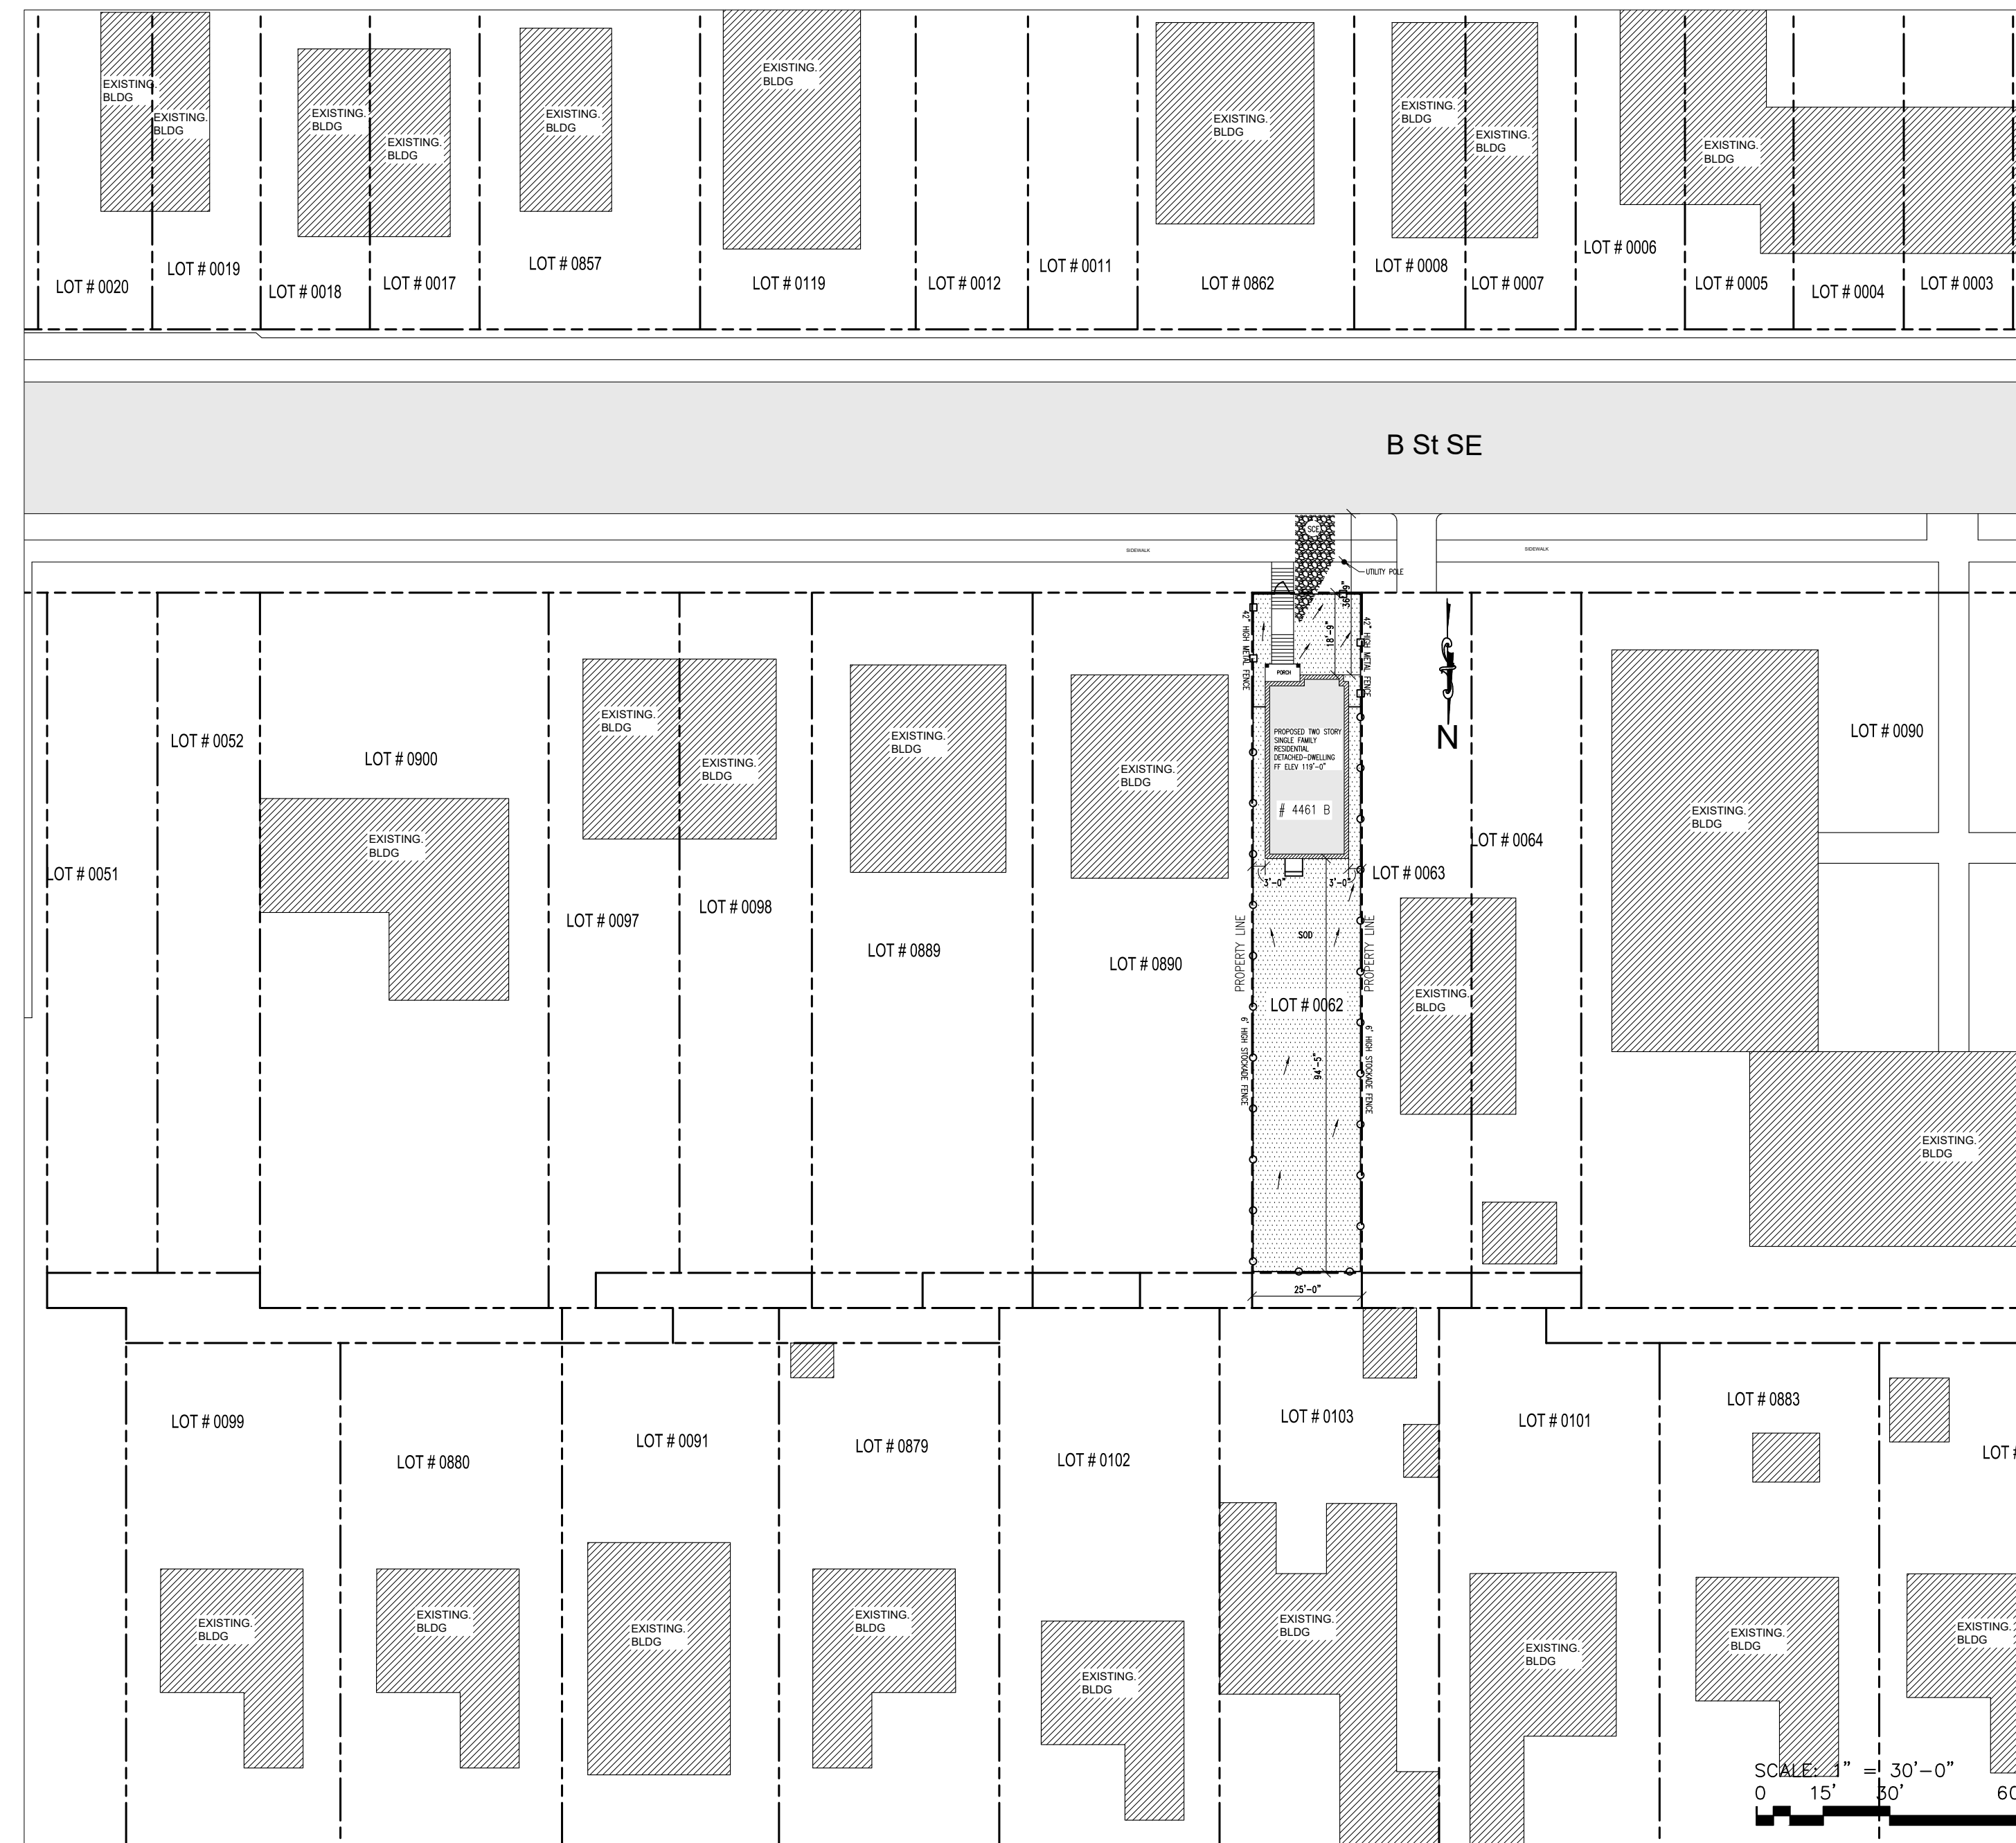 EXISTING.
BLDG
EXISTING.
BLDG
EXISTING.
BLDG
EXISTING.
BLDG
EXISTING.
BLDG
EXISTING.
BLDG
EXISTING.
BLDG
EXISTING.
BLDG
EXISTING.
BLDG
EXISTING.
BLDG
LOT # 0020
LOT # 0019
LOT # 0018
LOT # 0017
LOT # 0857
LOT # 0119
LOT # 0012
LOT # 0011
LOT # 0862
LOT # 0008
LOT # 0007
LOT # 0006
LOT # 0005
LOT # 0004
LOT # 0003
B St SE
SCE
SIDEWALK
SIDEWALK
UTILITY POLE
36'-9"
18'-9"
42" HIGH METAL FENCE
42" HIGH METAL FENCE
PORCH
N
PROPOSED TWO STORY
SINGLE FAMILY
RESIDENTIAL
DETACHED-DWELLING
FF ELEV 119'-0"
# 4461 B
LOT # 0051
LOT # 0052
LOT # 0900
EXISTING.
BLDG
EXISTING.
BLDG
EXISTING.
BLDG
LOT # 0097
LOT # 0098
EXISTING.
BLDG
LOT # 0889
EXISTING.
BLDG
LOT # 0890
3'-0"
3'-0"
LOT # 0063
LOT # 0064
EXISTING.
BLDG
LOT # 0090
EXISTING.
BLDG
EXISTING.
BLDG
PROPERTY LINE
PROPERTY LINE
SOD
LOT # 0062
6' HIGH STOCKADE FENCE
6' HIGH STOCKADE FENCE
94'-5"
25'-0"
LOT # 0099
LOT # 0880
LOT # 0091
LOT # 0879
LOT # 0102
LOT # 0103
LOT # 0101
LOT # 0883
LOT #
EXISTING.
BLDG
EXISTING.
BLDG
EXISTING.
BLDG
EXISTING.
BLDG
EXISTING.
BLDG
EXISTING.
BLDG
EXISTING.
BLDG
EXISTING.
BLDG
EXISTING.
BLDG
SCALE: 1" = 30'-0"
0 15' 30' 60